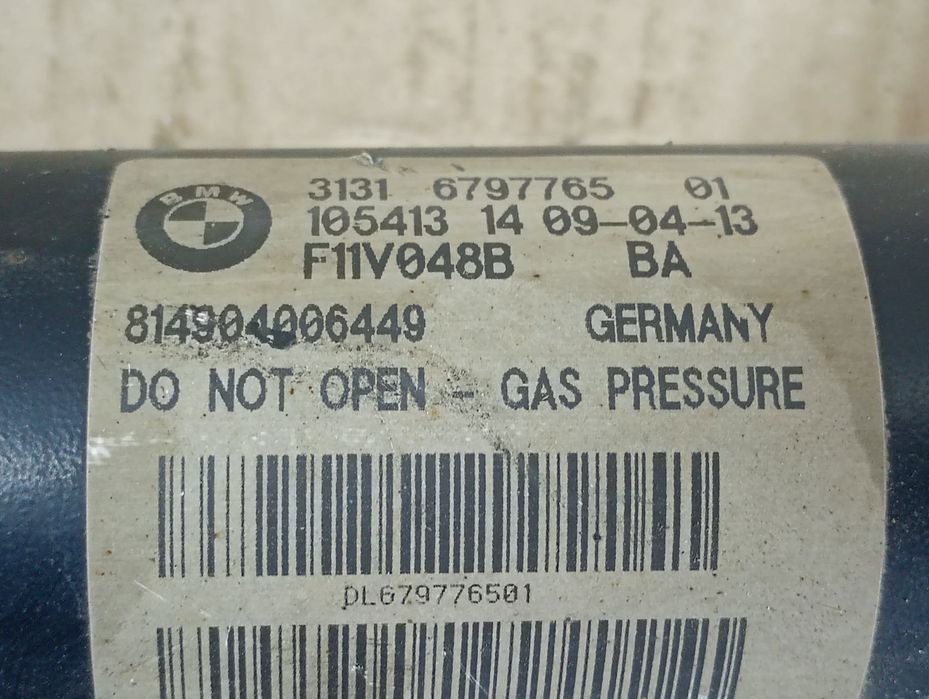 BMW
3131 6797765 01
105413 14 09-04-13
F11V048B BA
814904006449 GERMANY
DO NOT OPEN - GAS PRESSURE
DL679776501